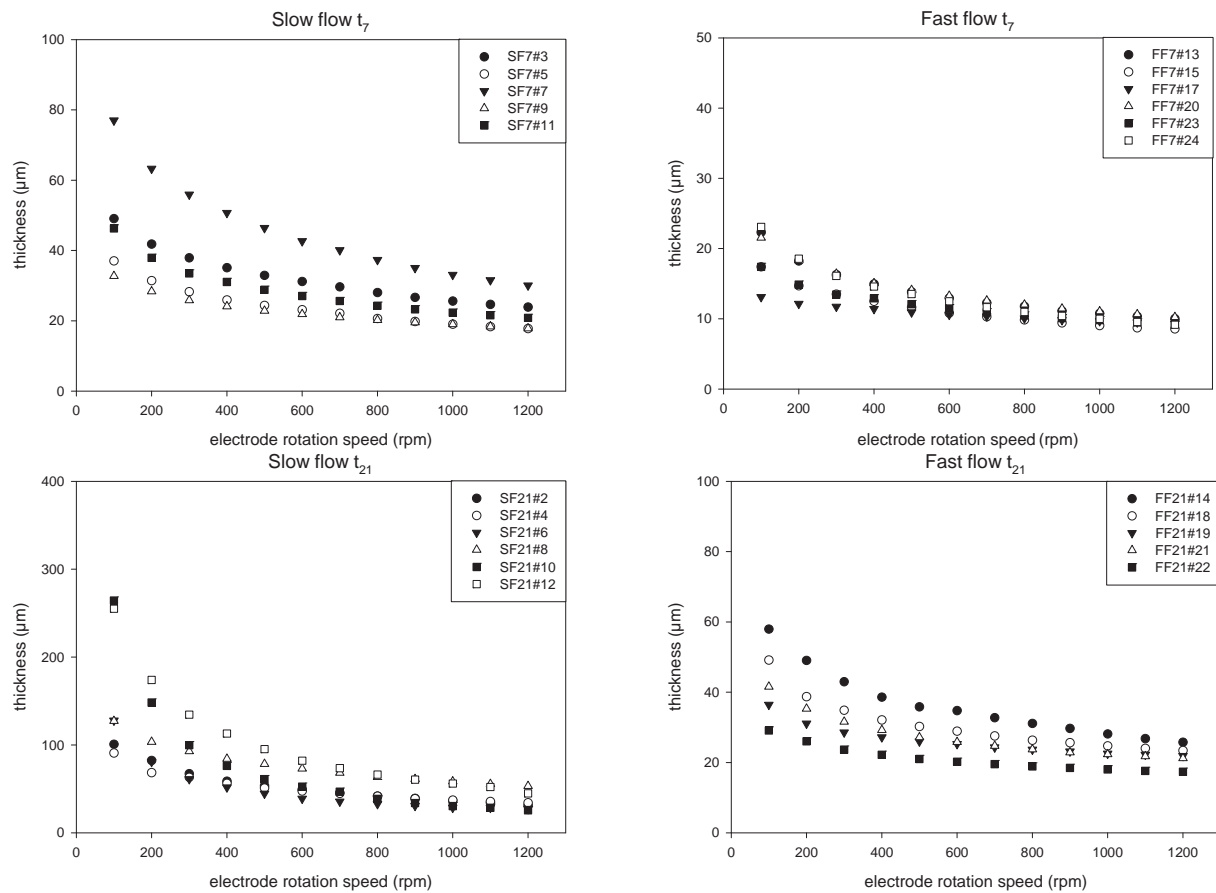 Slow flow t7
100
80
60
40
20
0
thickness (µm)
0 200 400 600 800 1000 1200
electrode rotation speed (rpm)
SF7#3
SF7#5
SF7#7
SF7#9
SF7#11
Fast flow t7
50
40
30
20
10
0
thickness (µm)
0 200 400 600 800 1000 1200
electrode rotation speed (rpm)
FF7#13
FF7#15
FF7#17
FF7#20
FF7#23
FF7#24
Slow flow t21
400
300
200
100
0
thickness (µm)
0 200 400 600 800 1000 1200
electrode rotation speed (rpm)
SF21#2
SF21#4
SF21#6
SF21#8
SF21#10
SF21#12
Fast flow t21
100
80
60
40
20
0
thickness (µm)
0 200 400 600 800 1000 1200
electrode rotation speed (rpm)
FF21#14
FF21#18
FF21#19
FF21#21
FF21#22